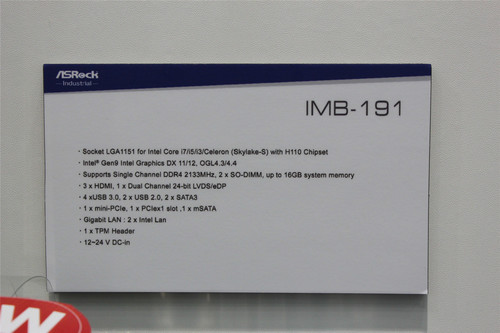 ASRock
Industrial
IMB-191
· Socket LGA1151 for Intel Core i7/i5/i3/Celeron (Skylake-S) with H110 Chipset
· Intel® Gen9 Intel Graphics DX 11/12, OGL4.3/4.4
· Supports Single Channel DDR4 2133MHz, 2 x SO-DIMM, up to 16GB system memory
· 3 x HDMI, 1 x Dual Channel 24-bit LVDS/eDP
· 4 xUSB 3.0, 2 x USB 2.0, 2 x SATA3
· 1 x mini-PCIe, 1 x PCIex1 slot ,1 x mSATA
· Gigabit LAN : 2 x Intel Lan
· 1 x TPM Header
· 12~24 V DC-in
W